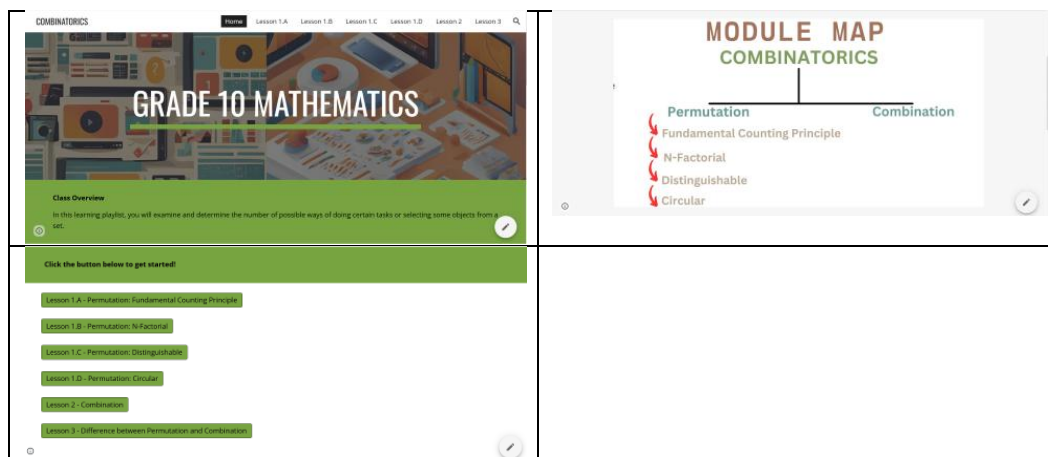 COMBINATORICS
Home Lesson 1.A Lesson 1.B Lesson 1.C Lesson 1.D Lesson 2 Lesson 3
GRADE 10 MATHEMATICS
Class Overview
In this learning playlist, you will examine and determine the number of possible ways of doing certain tasks or selecting some objects from a
set.
MODULE MAP
COMBINATORICS
Permutation Combination
Fundamental Counting Principle
N-Factorial
Distinguishable
Circular
Click the button below to get started!
Lesson 1.A - Permutation: Fundamental Counting Principle
Lesson 1.B - Permutation: N-Factorial
Lesson 1.C - Permutation: Distinguishable
Lesson 1.D - Permutation: Circular
Lesson 2 - Combination
Lesson 3 - Difference between Permutation and Combination